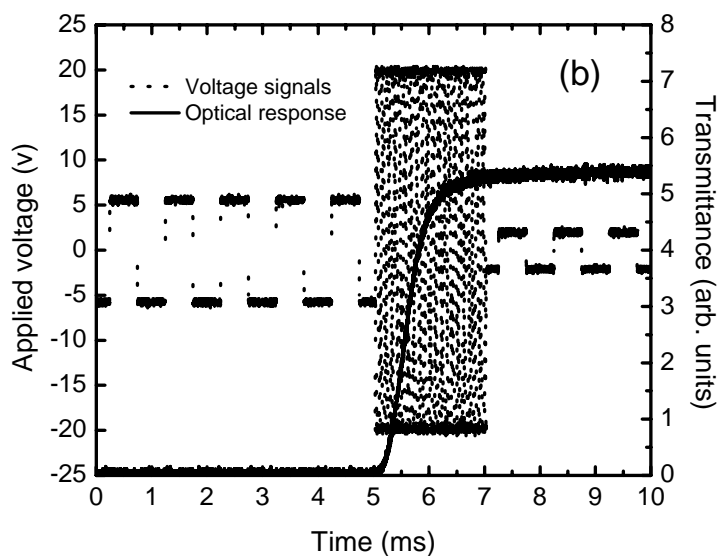 (b)
Voltage signals
Optical response
Applied voltage (v)
25
20
15
10
5
0
-5
-10
-15
-20
-25
Transmittance (arb. units)
8
7
6
5
4
3
2
1
0
0 1 2 3 4 5 6 7 8 9 10
Time (ms)